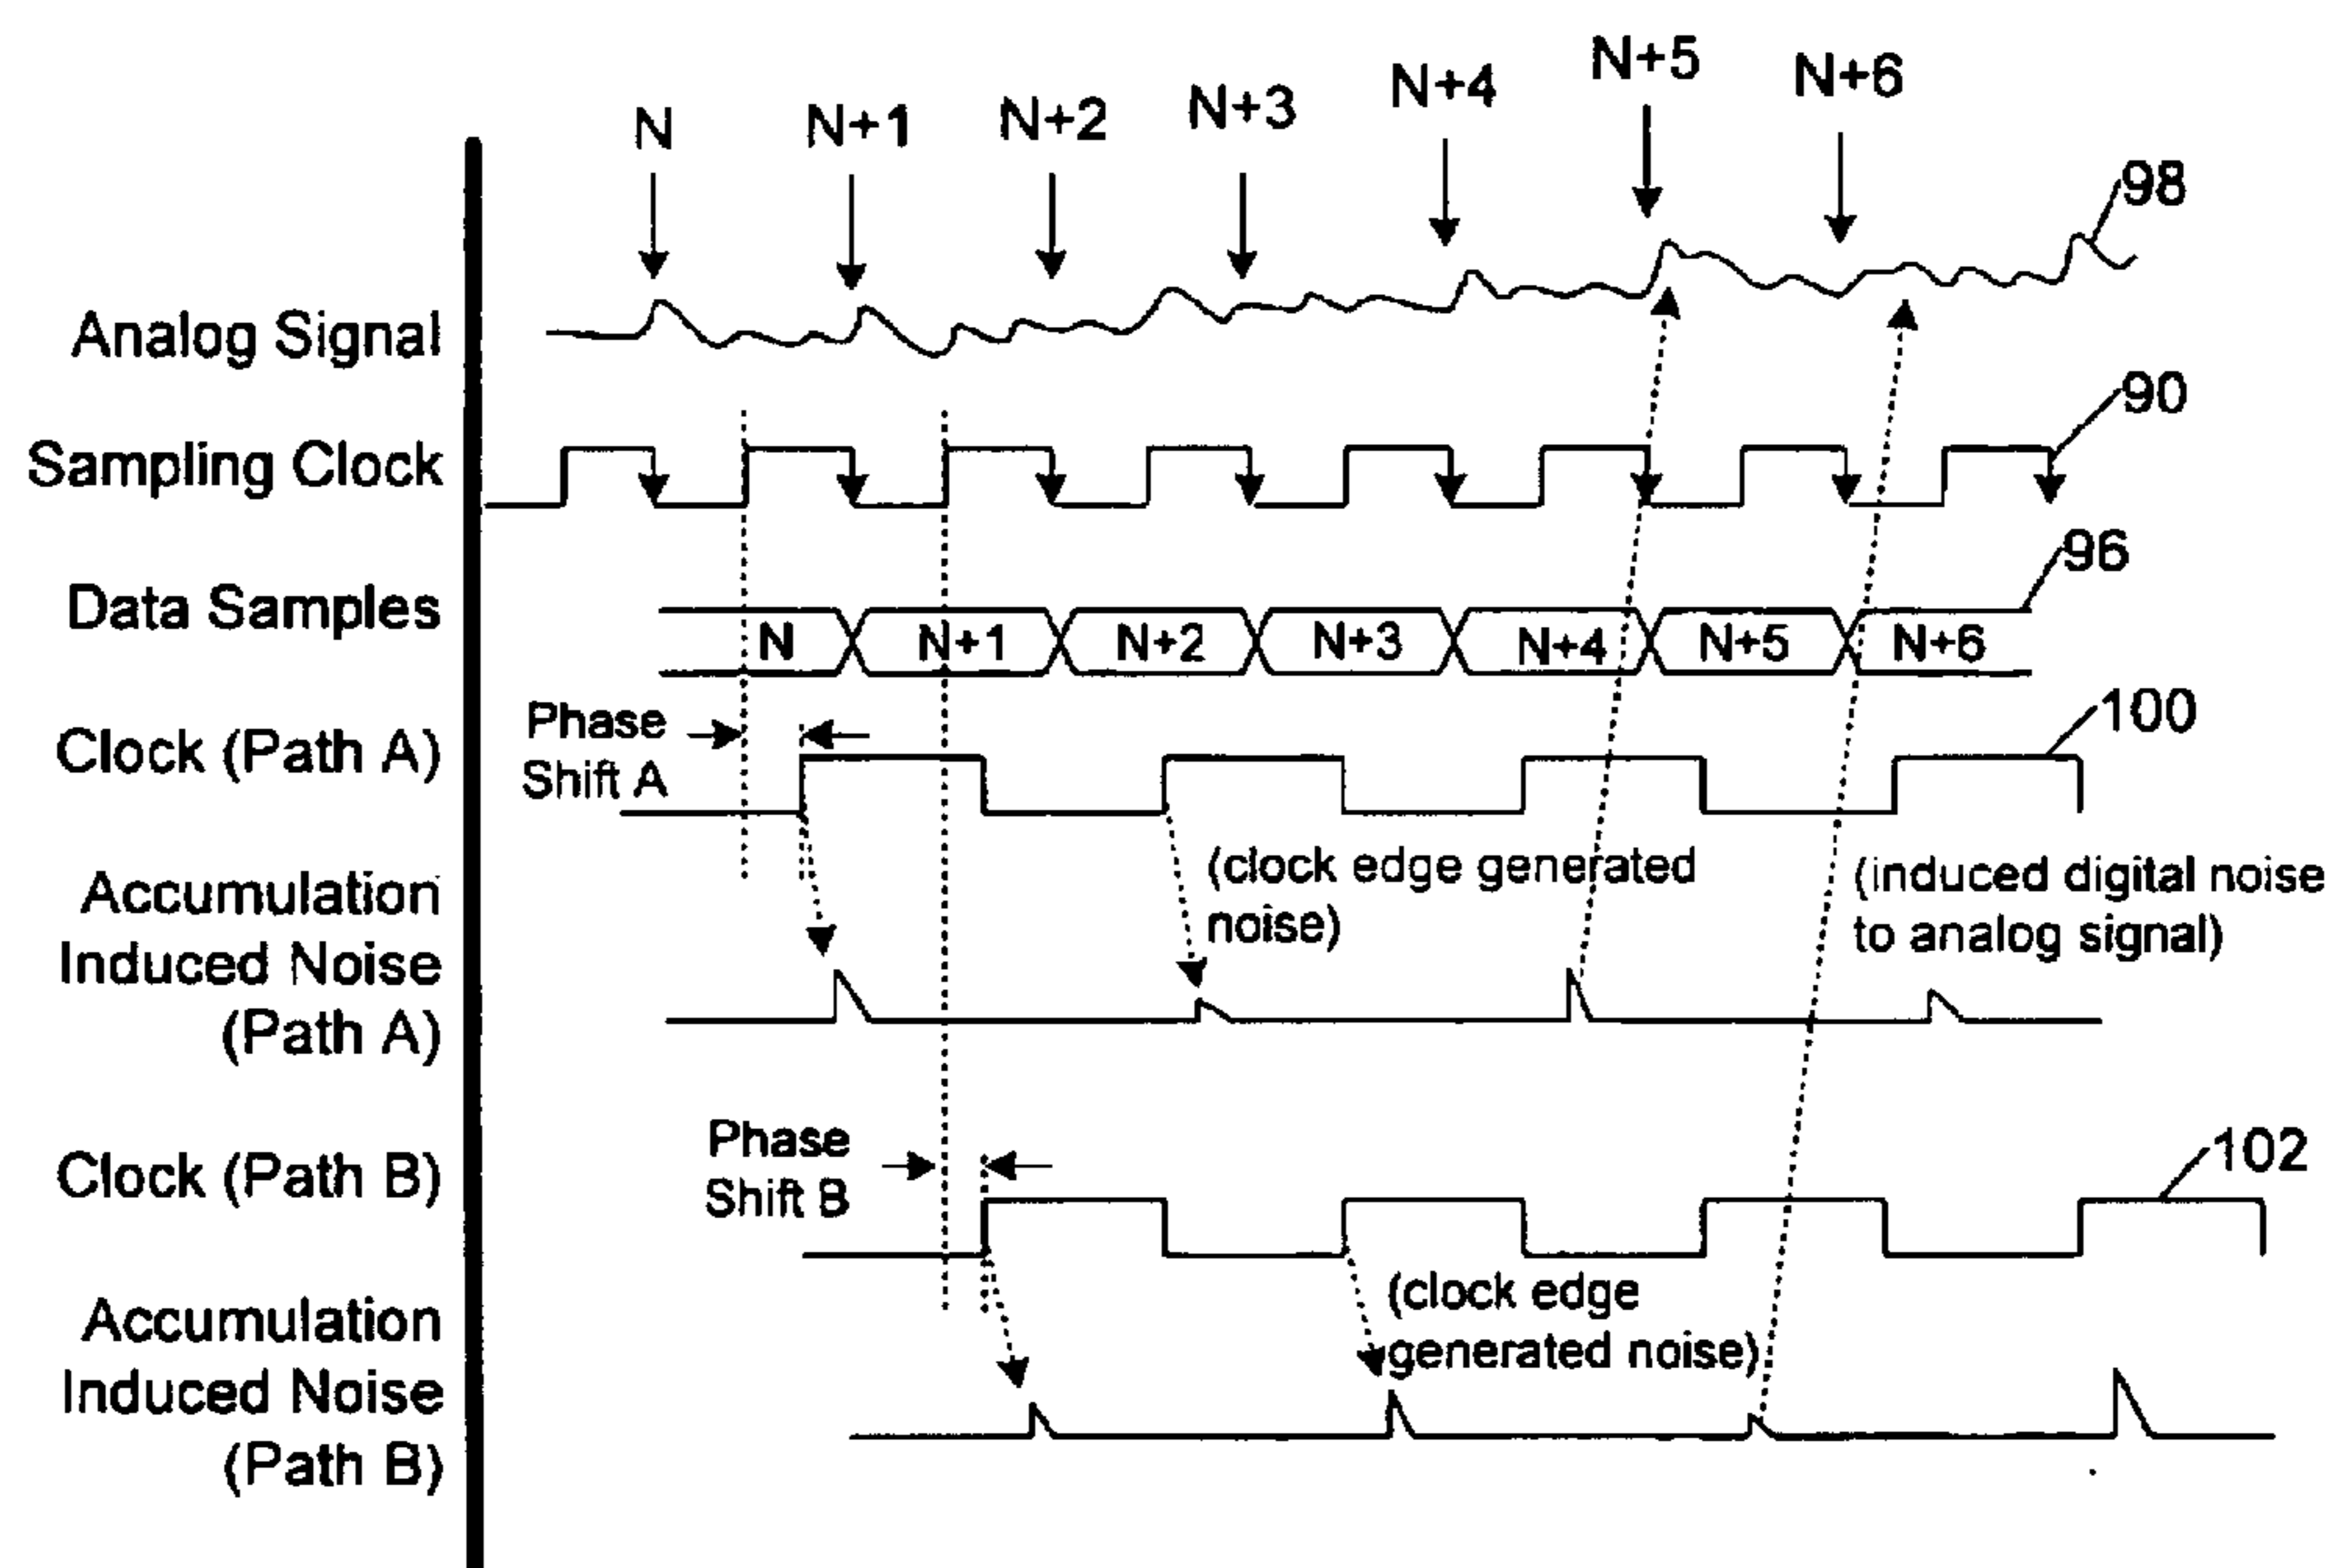 N
N+1
N+2
N+3
N+4
N+5
N+6
98
Analog Signal
90
Sampling Clock
96
Data Samples
N
N+1
N+2
N+3
N+4
N+5
N+6
Phase
Shift A
100
Clock (Path A)
(clock edge generated
noise)
(induced digital noise
to analog signal)
Accumulation
Induced Noise
(Path A)
Phase
Shift B
102
Clock (Path B)
(clock edge
generated noise)
Accumulation
Induced Noise
(Path B)